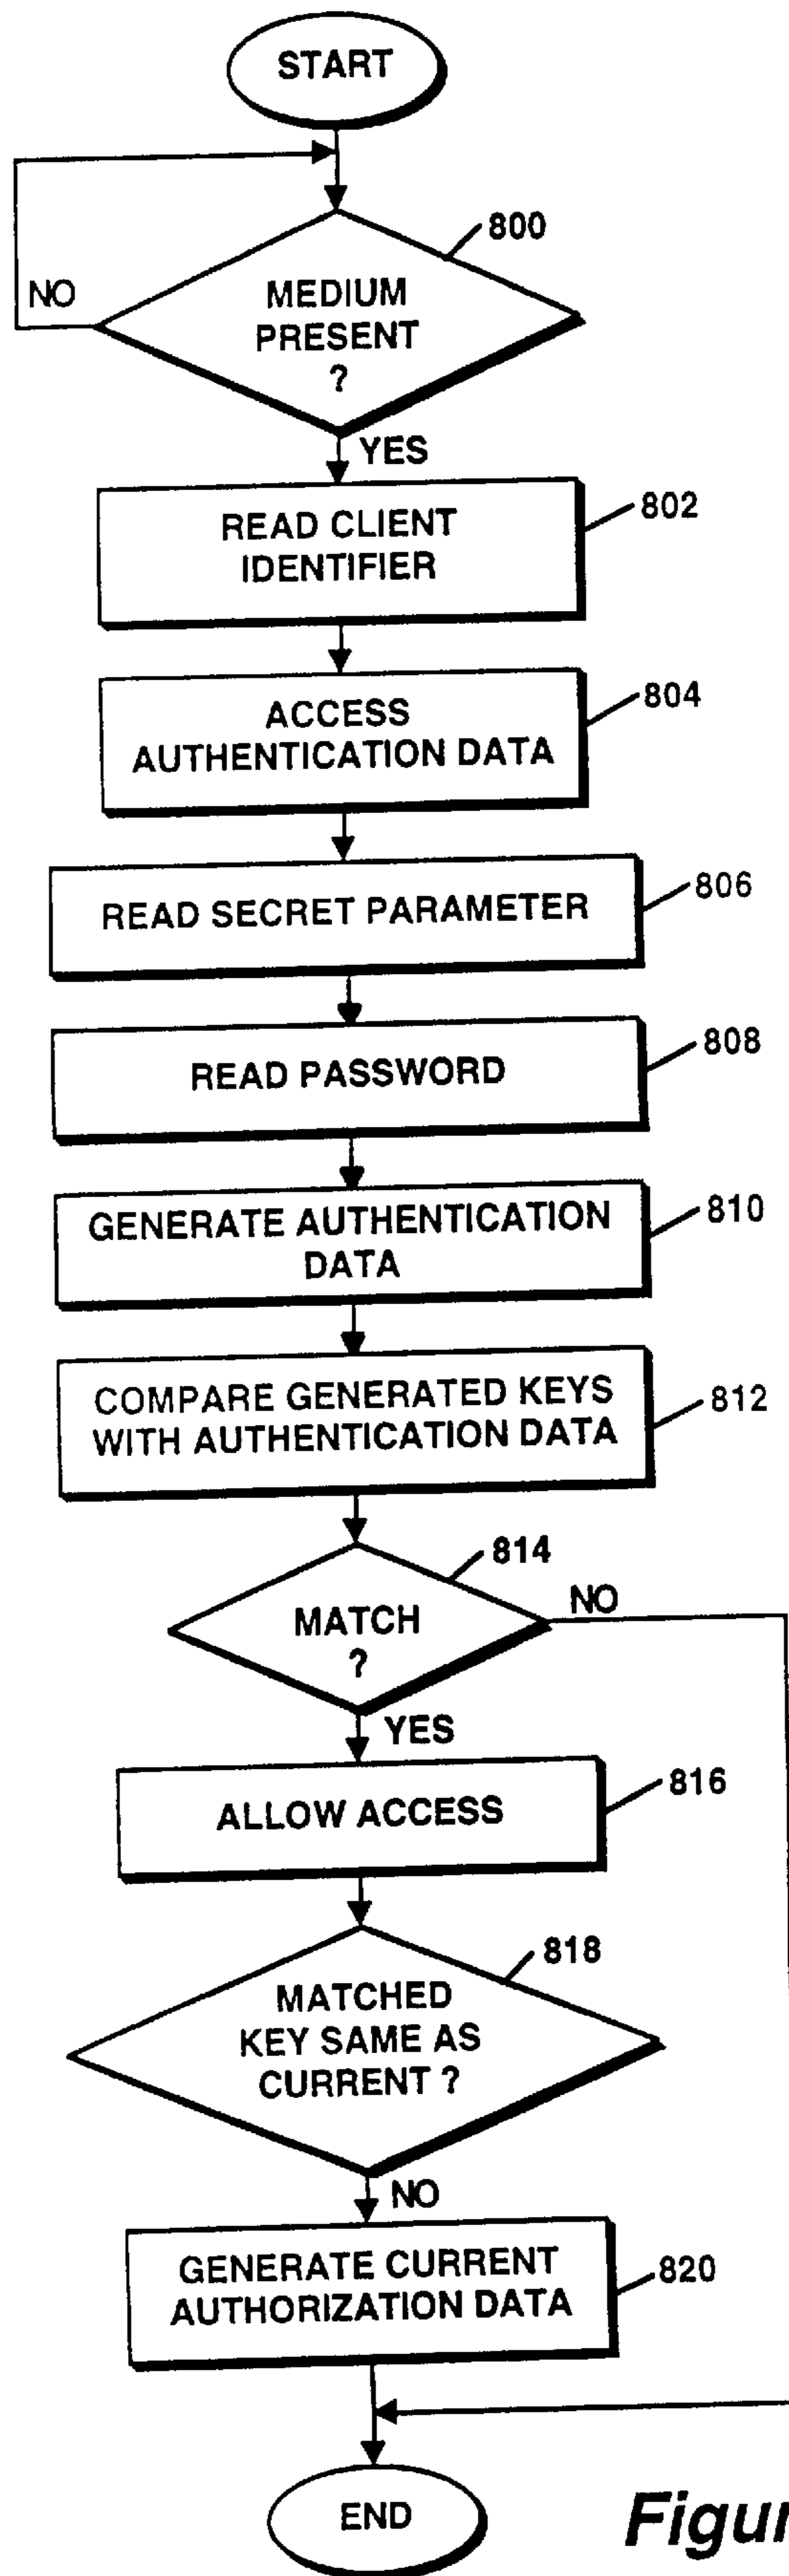 START
800
NO
MEDIUM
PRESENT
?
YES
802
READ CLIENT
IDENTIFIER
804
ACCESS
AUTHENTICATION DATA
806
READ SECRET PARAMETER
808
READ PASSWORD
810
GENERATE AUTHENTICATION
DATA
812
COMPARE GENERATED KEYS
WITH AUTHENTICATION DATA
814
NO
MATCH
?
YES
816
ALLOW ACCESS
818
MATCHED
KEY SAME AS
CURRENT ?
NO
820
GENERATE CURRENT
AUTHORIZATION DATA
END